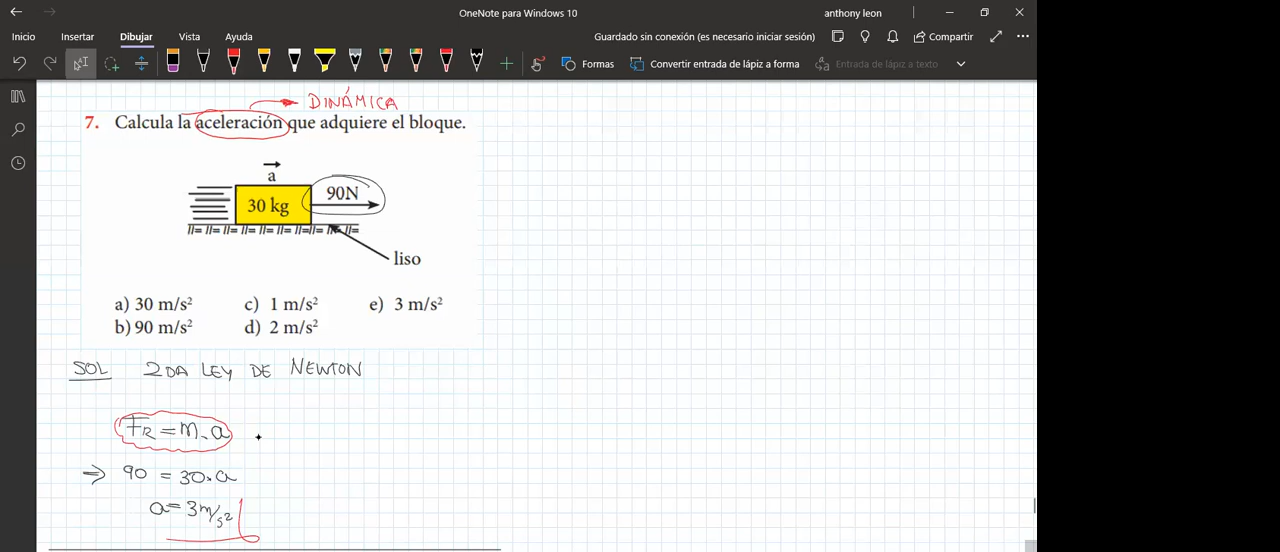 OneNote para Windows 10
anthony leon
Inicio Insertar Dibujar Vista Ayuda
Guardado sin conexión (es necesario iniciar sesión) Compartir
Formas Convertir entrada de lápiz a forma Entrada de lápiz a texto
DINÁMICA
7. Calcula la aceleración que adquiere el bloque.
a
90N
30 kg
liso
a) 30 m/s² c) 1 m/s² e) 3 m/s²
b) 90 m/s² d) 2 m/s²
SOL 2DA LEY DE NEWTON
FR = m.a
⇒ 90 = 30.a
a = 3m/s²